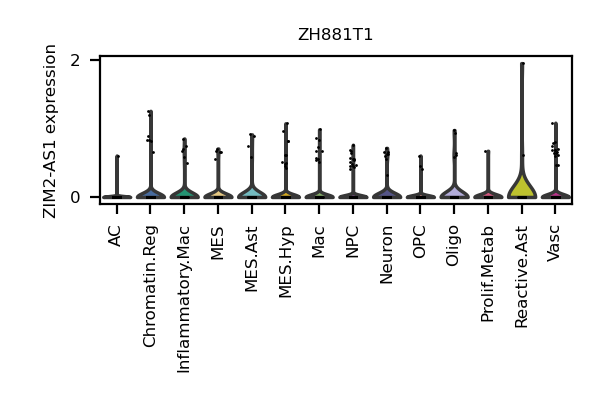 ZH881T1
ZIM2-AS1 expression
2
0
AC
Chromatin.Reg
Inflammatory.Mac
MES
MES.Ast
MES.Hyp
Mac
NPC
Neuron
OPC
Oligo
Prolif.Metab
Reactive.Ast
Vasc